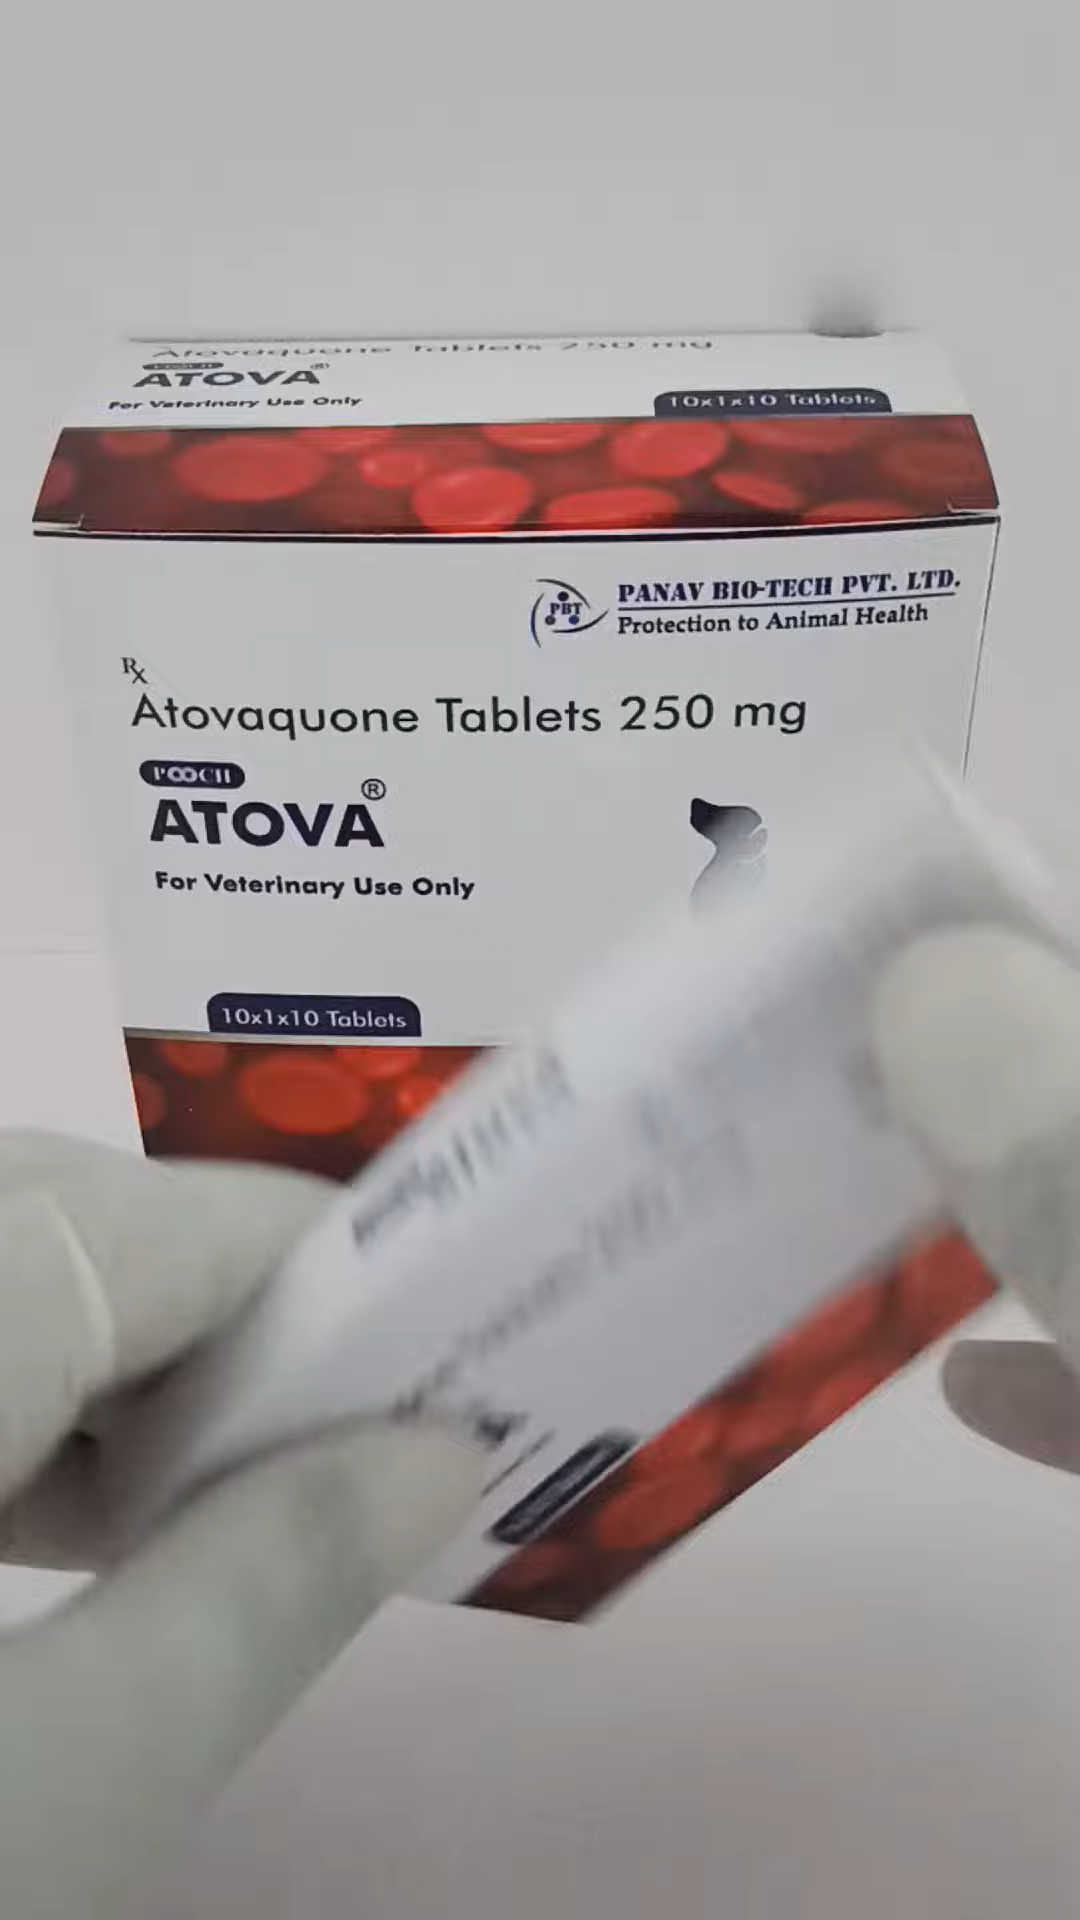 Atovaquone Tablets 250 mg
POOCH
ATOVA®
For Veterinary Use Only
10x1x10 Tablets
PBT
PANAV BIO-TECH PVT. LTD.
Protection to Animal Health
Rx
Atovaquone Tablets 250 mg
POOCH
ATOVA®
For Veterinary Use Only
10x1x10 Tablets